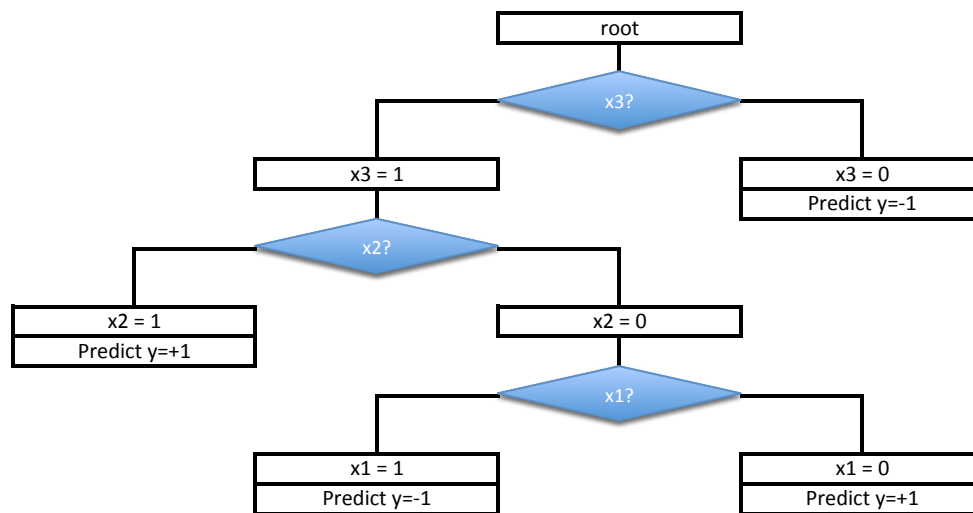 root
x3?
x3 = 1
x3 = 0
Predict y=-1
x2?
x2 = 1
Predict y=+1
x2 = 0
x1?
x1 = 1
Predict y=-1
x1 = 0
Predict y=+1